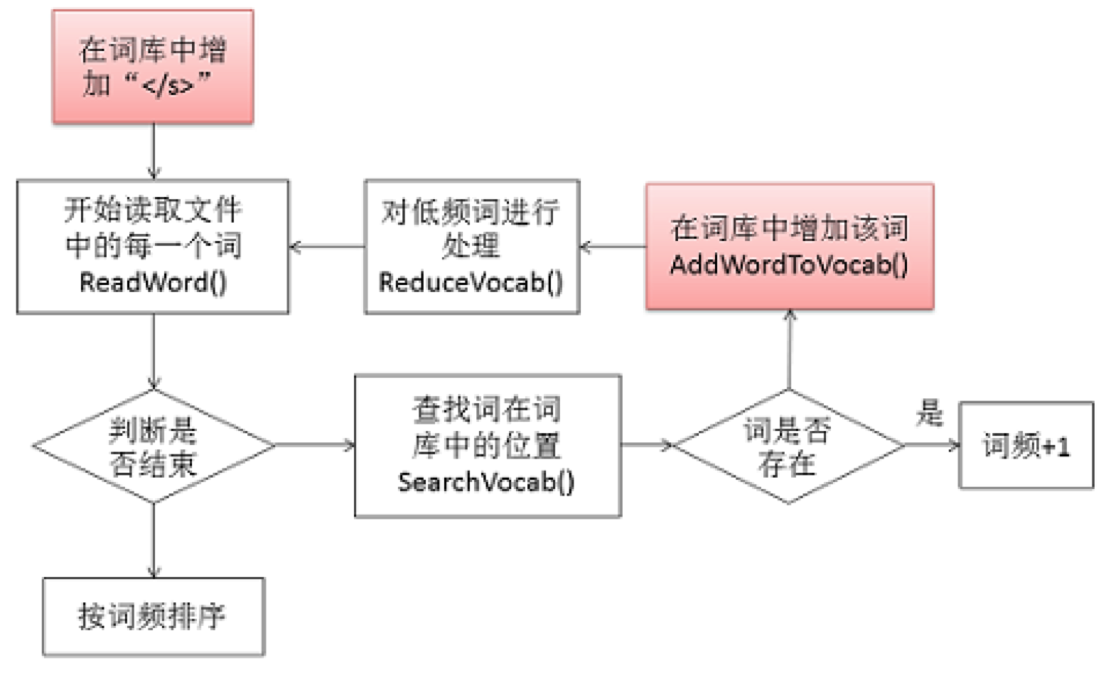 在词库中增
加“</s>”
开始读取文件
中的每一个词
ReadWord()
对低频词进行
处理
ReduceVocab()
在词库中增加该词
AddWordToVocab()
判断是
否结束
查找词在词
库中的位置
SearchVocab()
词是否
存在
是
词频+1
按词频排序